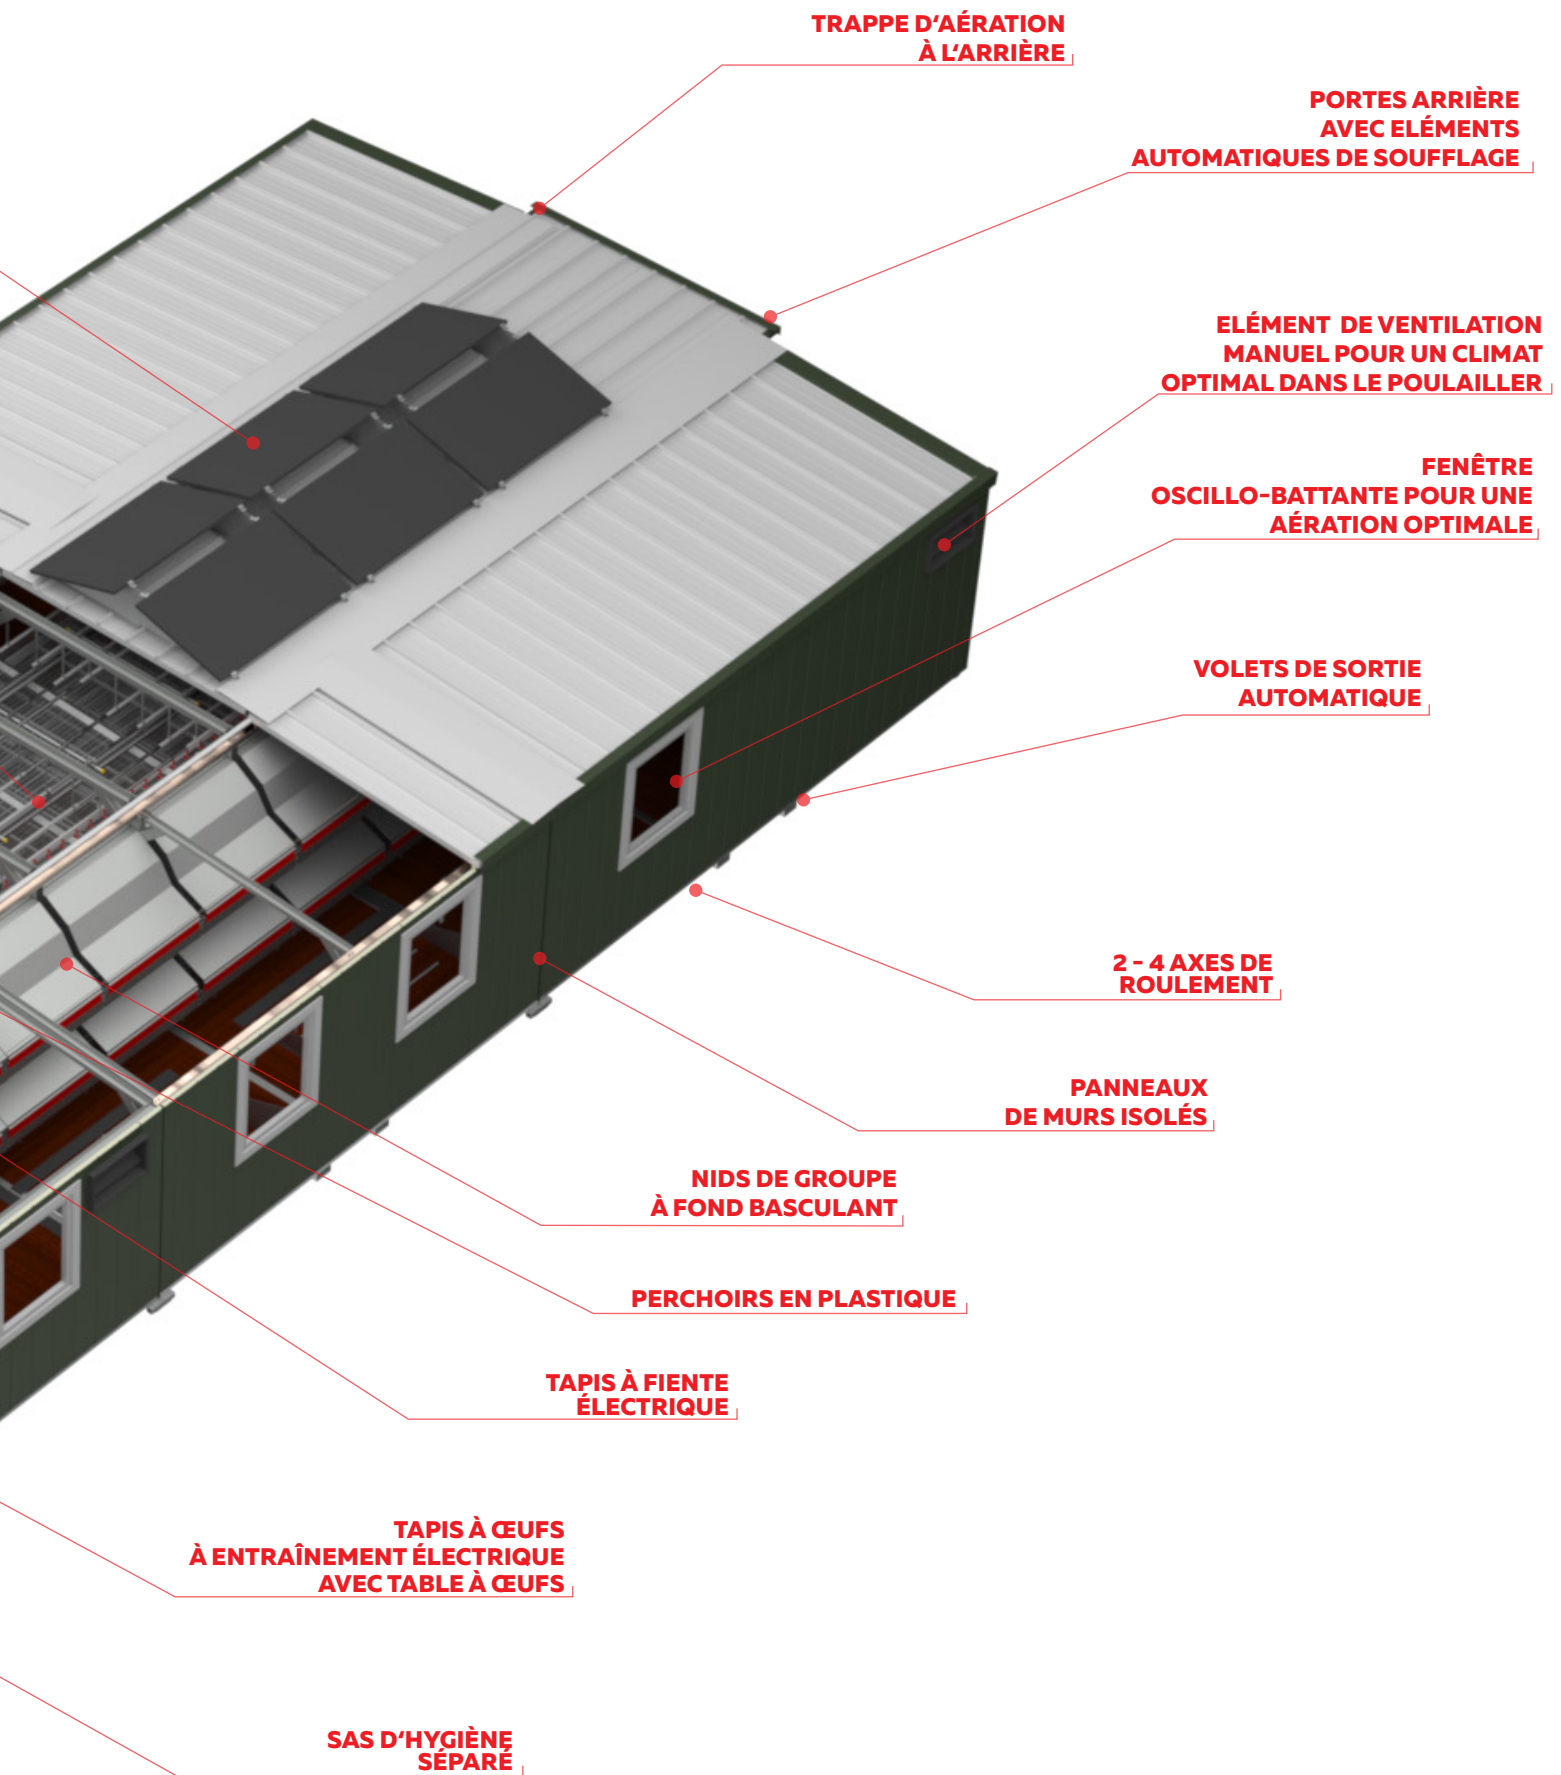 TRAPPE D‘AÉRATION
À L‘ARRIÈRE
PORTES ARRIÈRE
AVEC ELÉMENTS
AUTOMATIQUES DE SOUFFLAGE
ELÉMENT DE VENTILATION
MANUEL POUR UN CLIMAT
OPTIMAL DANS LE POULAILLER
FENÊTRE
OSCILLO-BATTANTE POUR UNE
AÉRATION OPTIMALE
VOLETS DE SORTIE
AUTOMATIQUE
2 - 4 AXES DE
ROULEMENT
PANNEAUX
DE MURS ISOLÉS
NIDS DE GROUPE
À FOND BASCULANT
PERCHOIRS EN PLASTIQUE
TAPIS À FIENTE
ÉLECTRIQUE
TAPIS À ŒUFS
À ENTRAÎNEMENT ÉLECTRIQUE
AVEC TABLE À ŒUFS
SAS D‘HYGIÈNE
SÉPARÉ